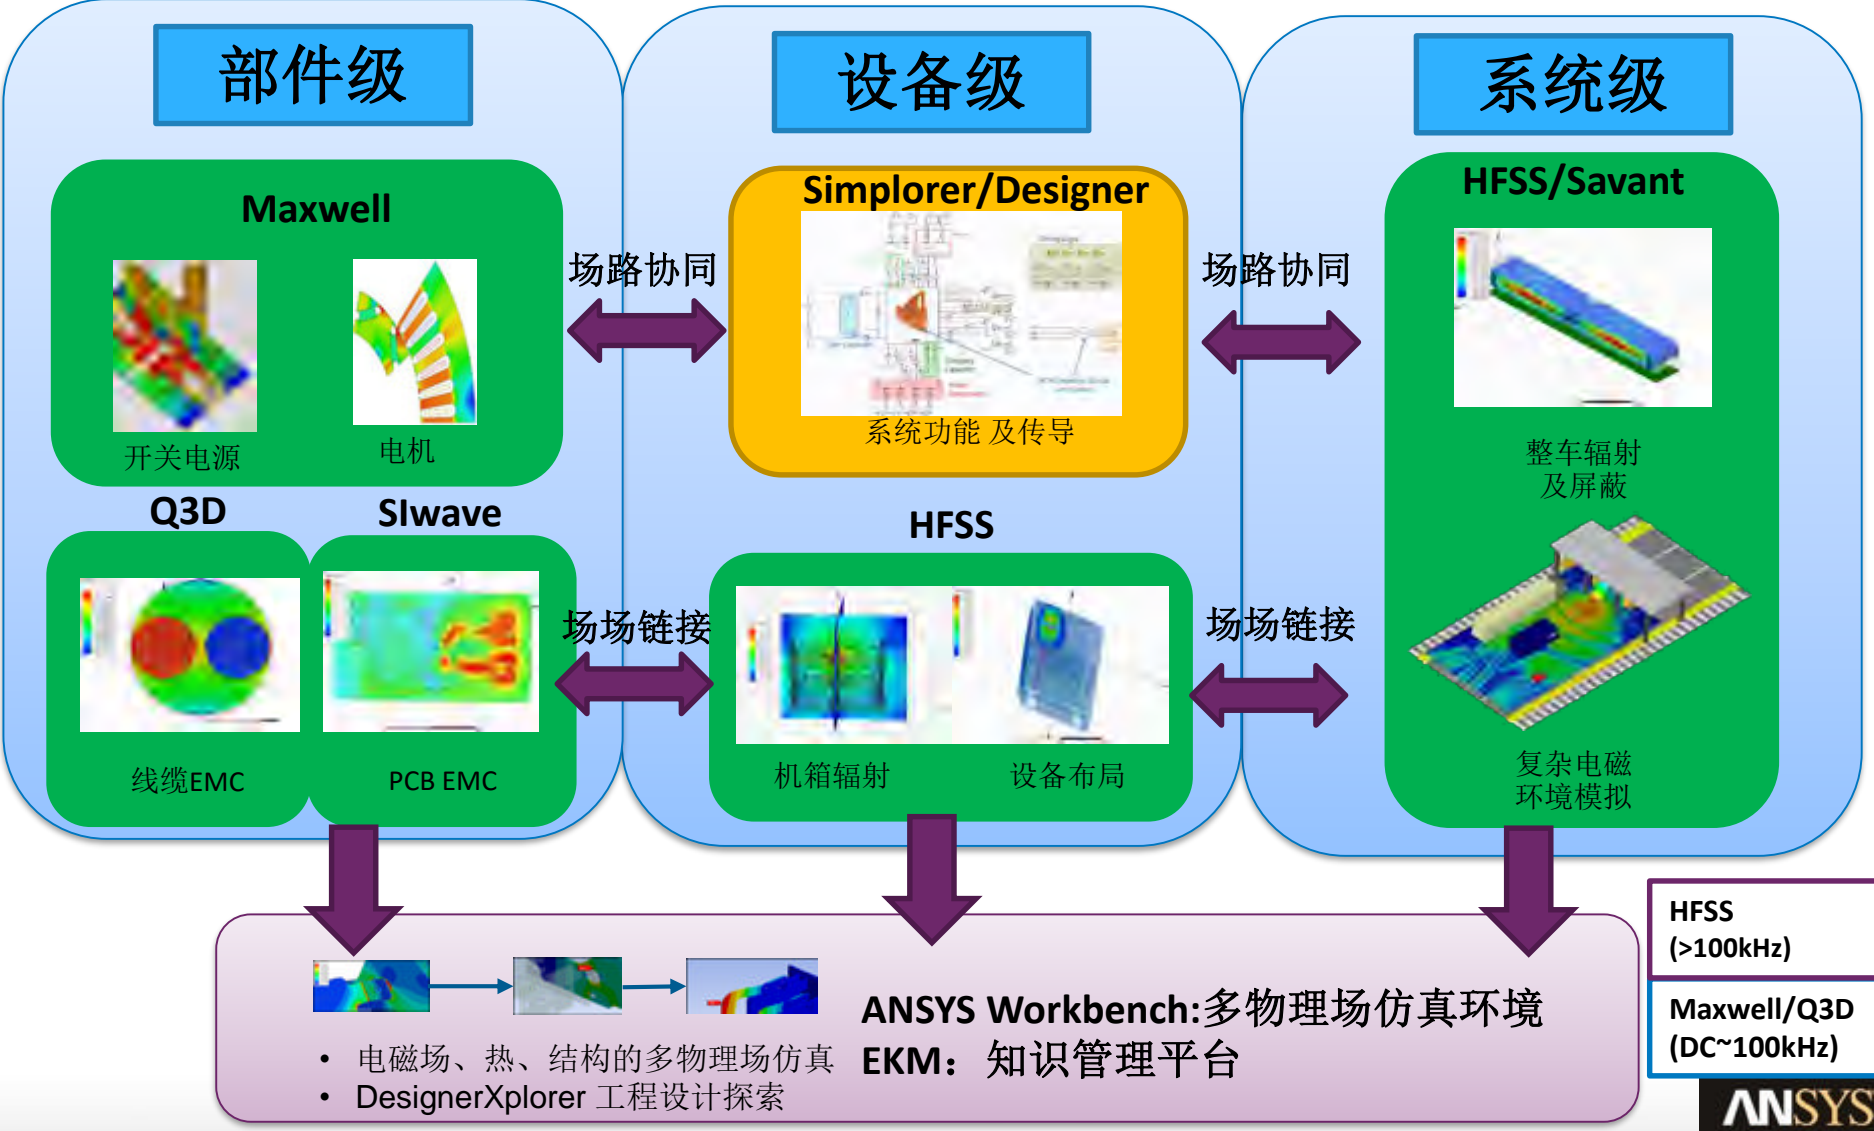 部件级
设备级
系统级
Maxwell
开关电源
电机
场路协同
Simplorer/Designer
系统功能 及传导
场路协同
HFSS/Savant
整车辐射
及屏蔽
Q3D
SIwave
线缆EMC
PCB EMC
场场链接
HFSS
机箱辐射
设备布局
场场链接
复杂电磁
环境模拟
HFSS
(>100kHz)
Maxwell/Q3D
(DC~100kHz)
• 电磁场、热、结构的多物理场仿真
• DesignerXplorer 工程设计探索
ANSYS Workbench:多物理场仿真环境
EKM：知识管理平台
ANSYS